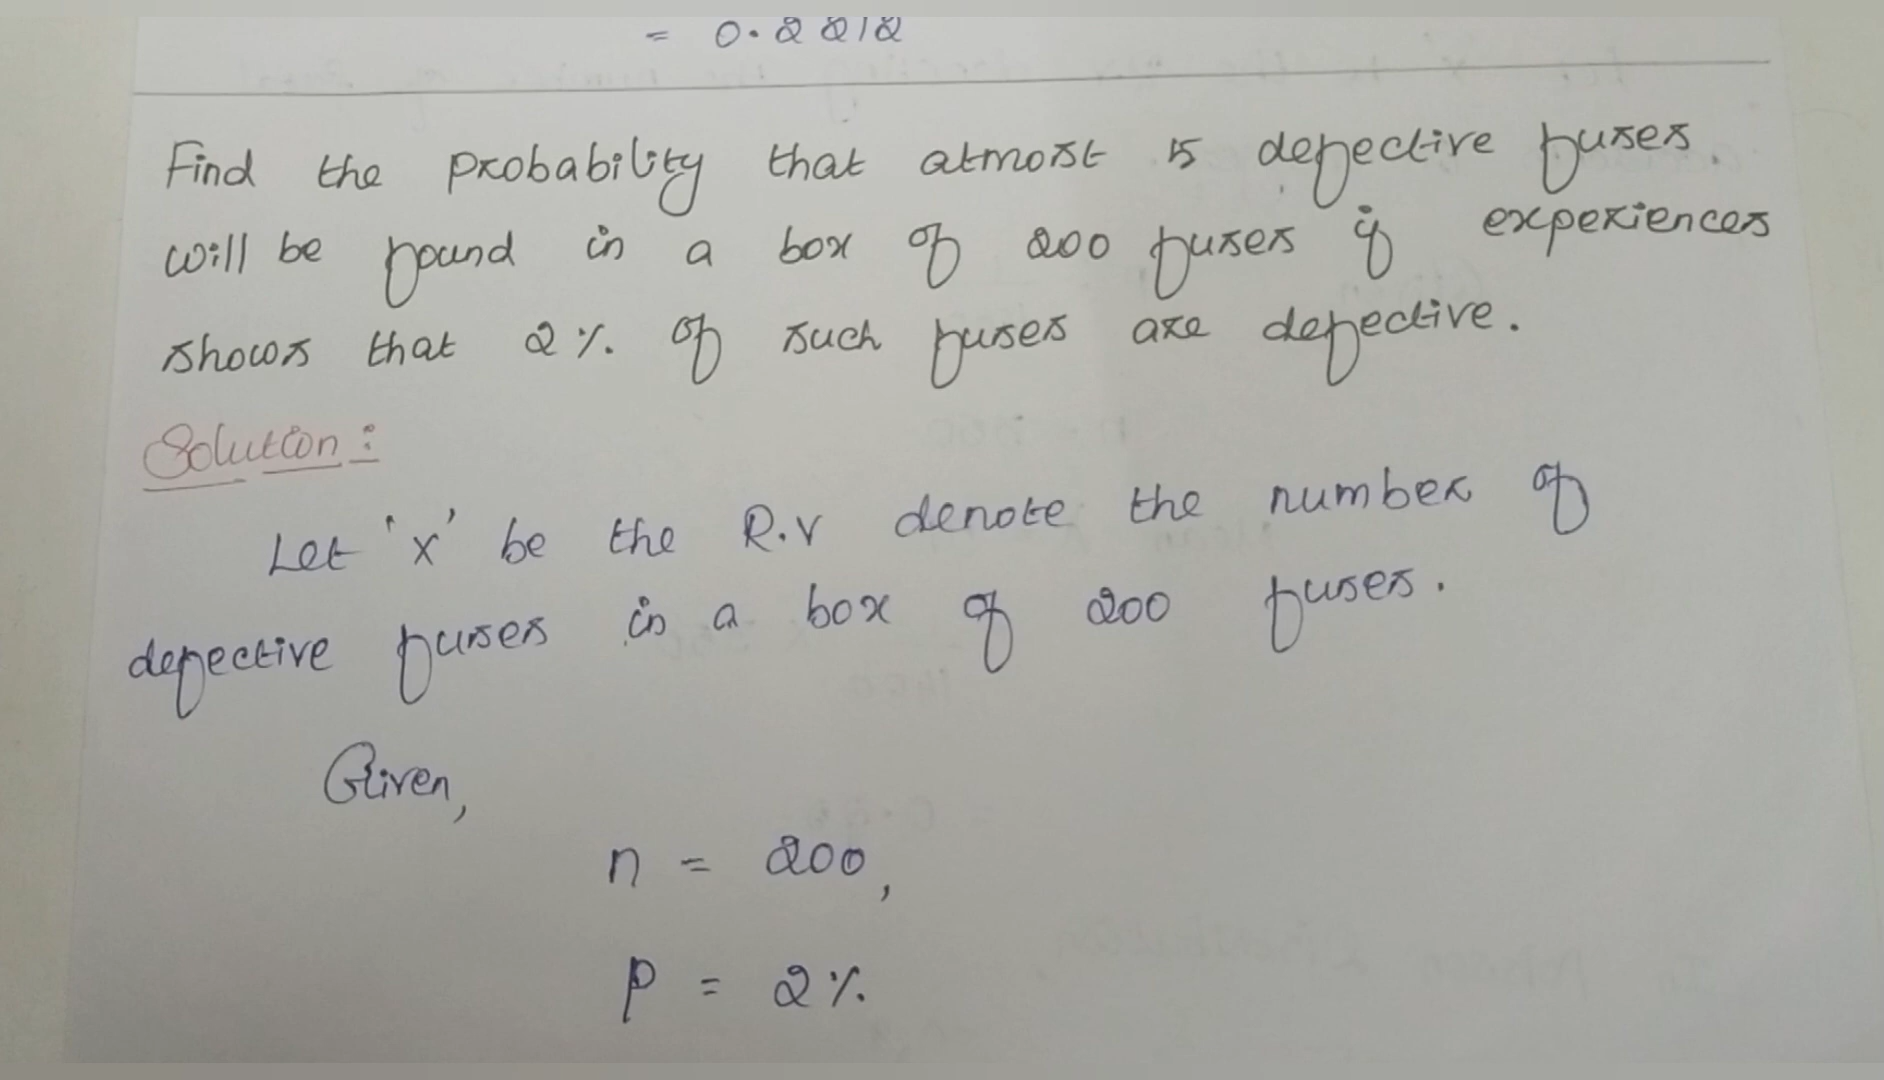 = 0.2212
Find the probability that atmost 5 defective fuses.
will be found in a box of 200 fuses if experiences
shows that 2%. of such fuses are defective.
Solution:
Let 'x' be the R.V denote the number of
defective fuses in a box of 200 fuses.
Given,
n = 200,
P = 2%.